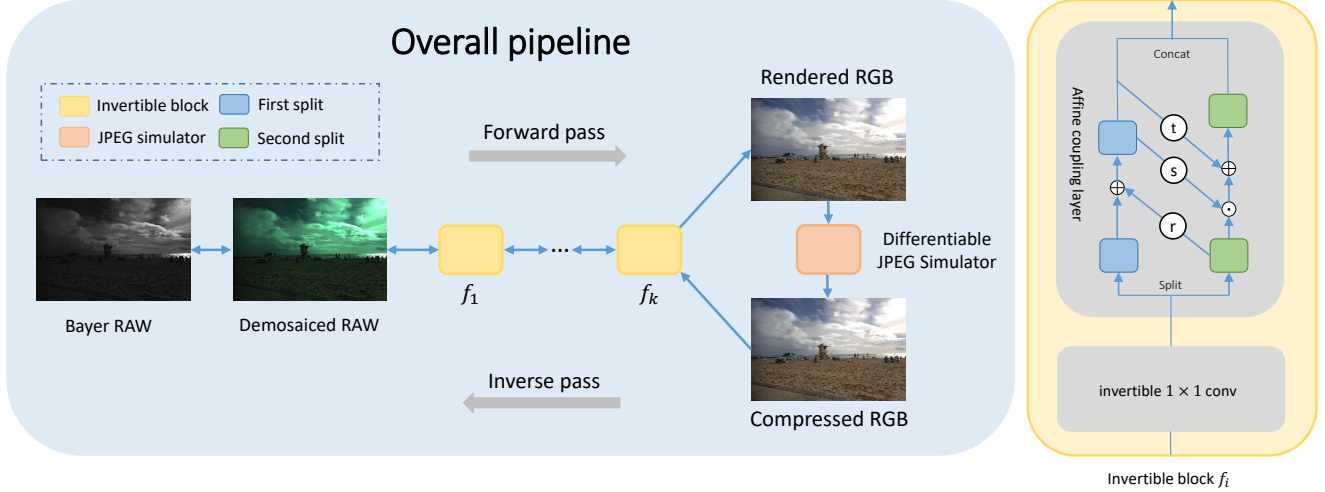 Overall pipeline
Invertible block
First split
JPEG simulator
Second split
Forward pass
Rendered RGB
Bayer RAW
Demosaiced RAW
f₁
...
fₖ
Differentiable
JPEG Simulator
Inverse pass
Compressed RGB
Concat
Affine coupling layer
t
s
r
Split
invertible 1 × 1 conv
Invertible block fᵢ